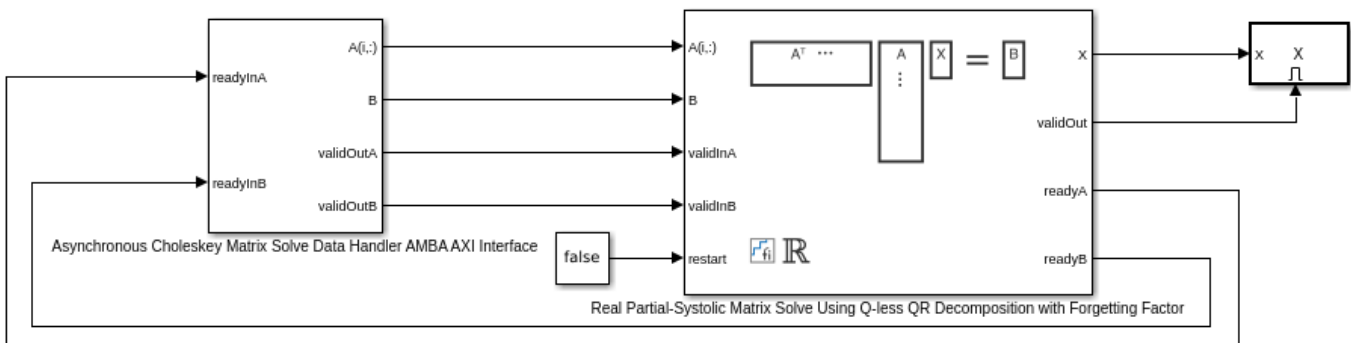 A(i,:)
readyInA
B
validOutA
readyInB
validOutB
Asynchronous Choleskey Matrix Solve Data Handler AMBA AXI Interface
false
A(i,:)
B
validInA
validInB
restart
Aᵀ ⋯ A ⋮ X = B
fi ℝ
X
validOut
readyA
readyB
Real Partial-Systolic Matrix Solve Using Q-less QR Decomposition with Forgetting Factor
x X